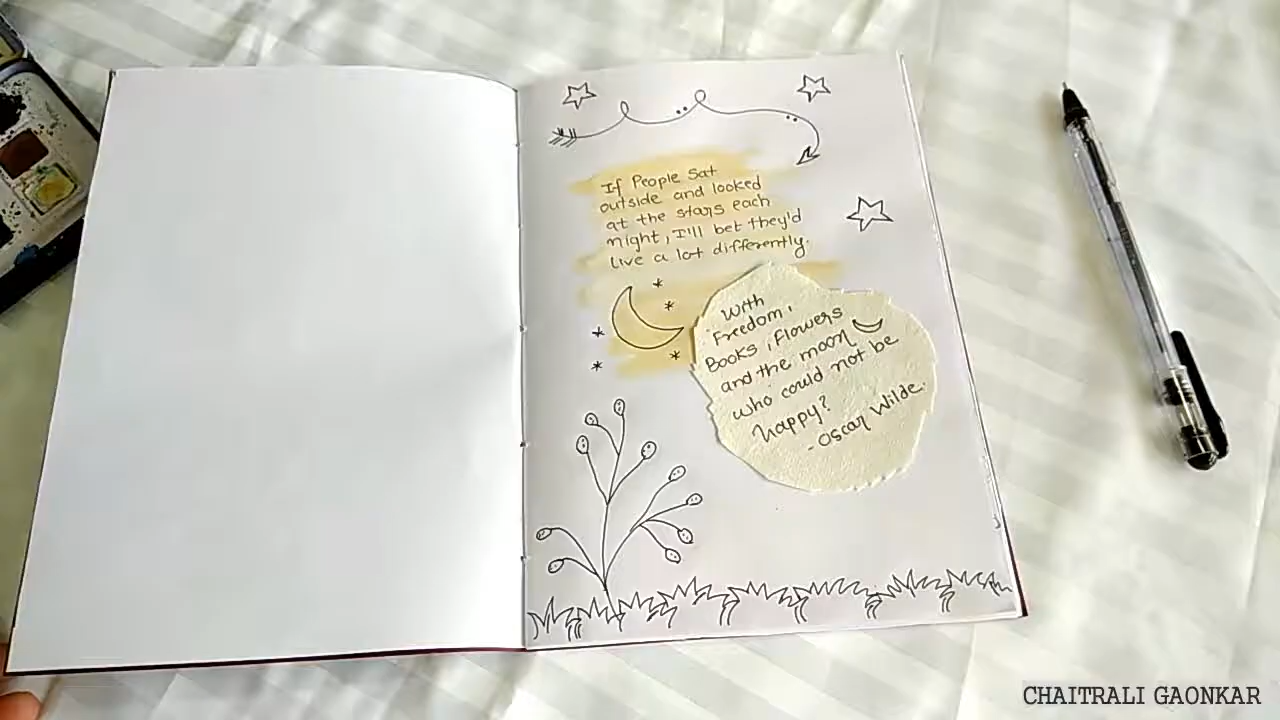 If People Sat
outside and looked
at the stars each
night, I'll bet they'd
live a lot differently.
With
Freedom,
Books, Flowers
and the moon
who could not be
happy?
- Oscar Wilde.
CHAITRALI GAONKAR